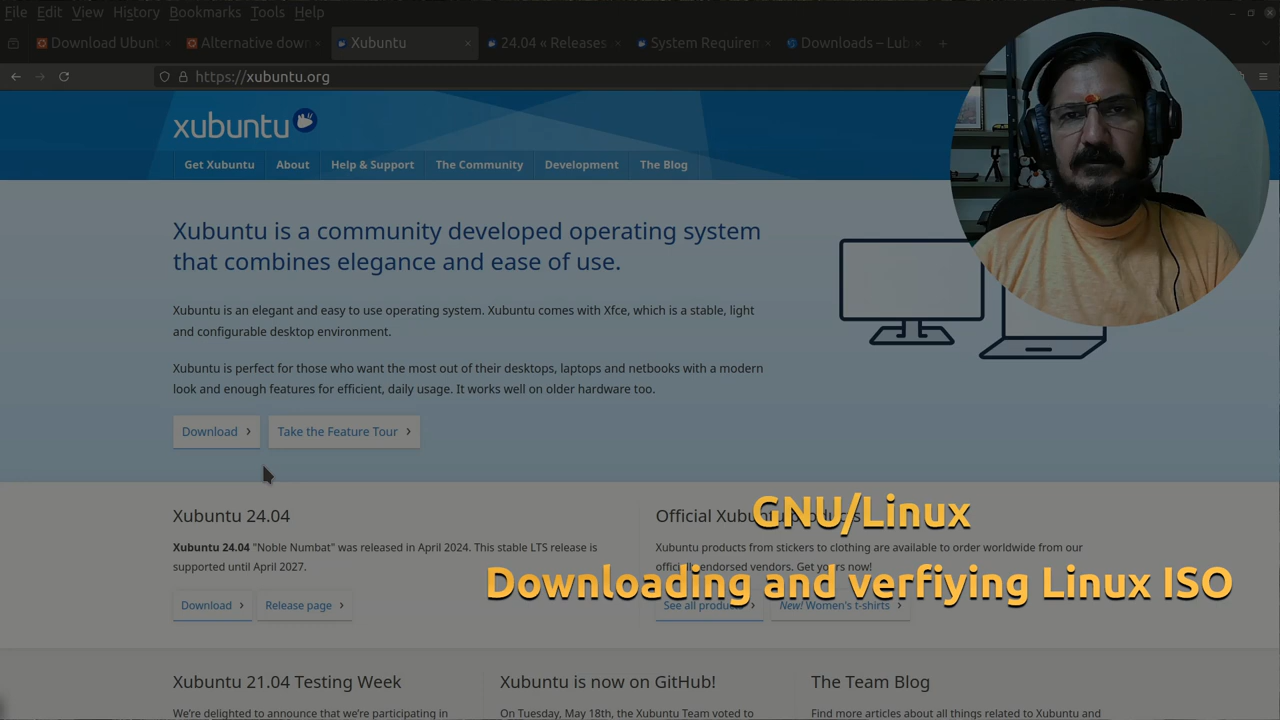 File Edit View History Bookmarks Tools Help
Download Ubunt
Alternative down
Xubuntu
24.04 « Releases
System Requirem
Downloads – Lub
https://xubuntu.org
xubuntu
Get Xubuntu About Help & Support The Community Development The Blog
Xubuntu is a community developed operating system
that combines elegance and ease of use.
Xubuntu is an elegant and easy to use operating system. Xubuntu comes with Xfce, which is a stable, light
and configurable desktop environment.
Xubuntu is perfect for those who want the most out of their desktops, laptops and netbooks with a modern
look and enough features for efficient, daily usage. It works well on older hardware too.
Download
Take the Feature Tour
Xubuntu 24.04
Xubuntu 24.04 "Noble Numbat" was released in April 2024. This stable LTS release is
supported until April 2027.
Download
Release page
Official Xubuntu products
Xubuntu products from stickers to clothing are available to order worldwide from our
officially endorsed vendors. Get yours now!
See all products
New! Women's t-shirts
GNU/Linux
Downloading and verfiying Linux ISO
Xubuntu 21.04 Testing Week
We're delighted to announce that we're participating in
Xubuntu is now on GitHub!
On Tuesday, May 18th, the Xubuntu Team voted to
The Team Blog
Find more articles about all things related to Xubuntu and